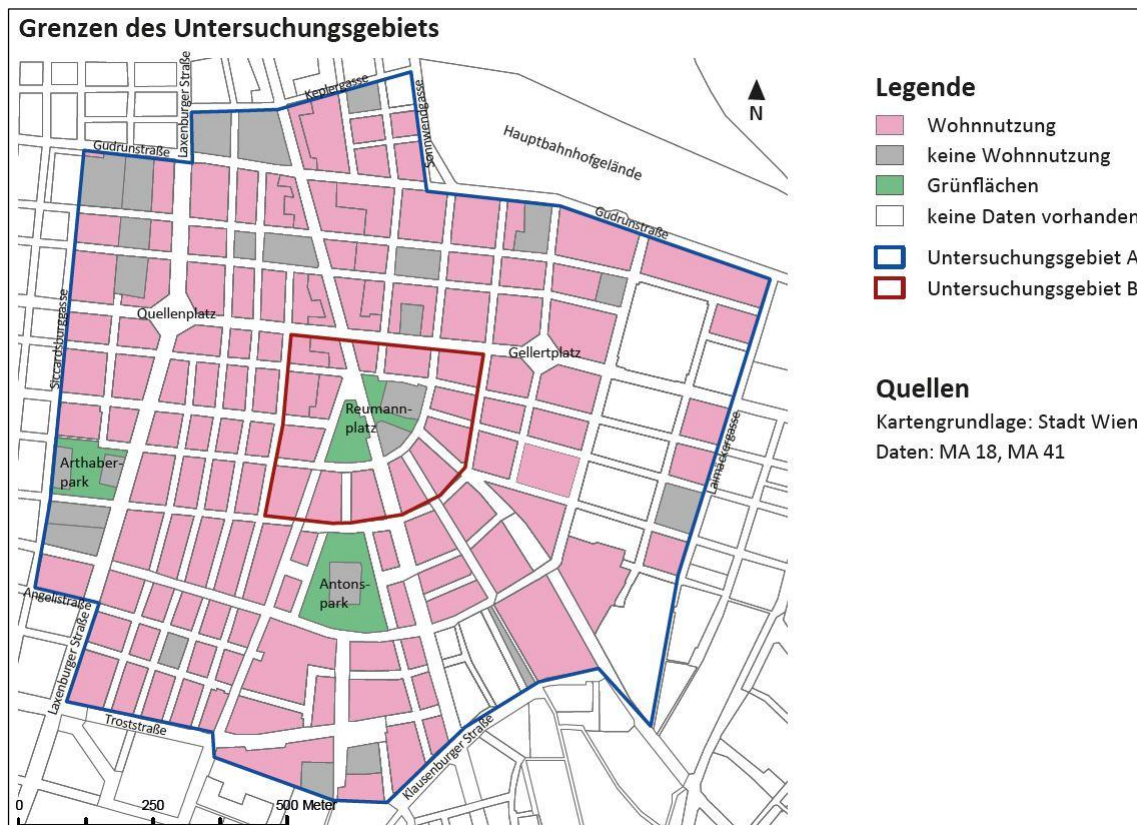 Grenzen des Untersuchungsgebiets
Laxenburger Straße
Keplergasse
Sonnwendgasse
N
Hauptbahnhofgelände
Gudrunstraße
Gudrunstraße
Siccardsburggasse
Quellenplatz
Gellertplatz
Reumann-
platz
Arthaber-
park
Laimäckergasse
Antons-
park
Angelistraße
Laxenburger Straße
Troststraße
Klausenburger Straße
0 250 500 Meter
Legende
Wohnnutzung
keine Wohnnutzung
Grünflächen
keine Daten vorhanden
Untersuchungsgebiet A
Untersuchungsgebiet B
Quellen
Kartengrundlage: Stadt Wien
Daten: MA 18, MA 41